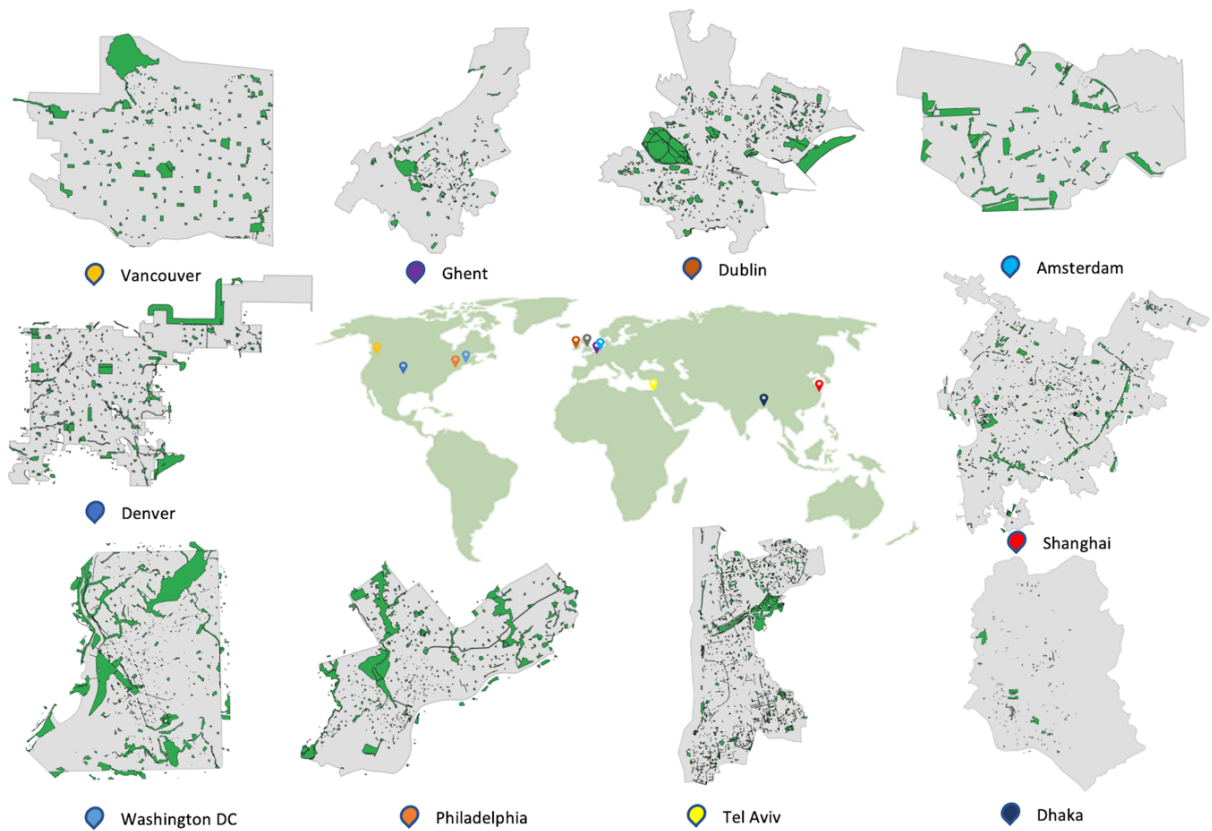 Vancouver
Ghent
Dublin
Amsterdam
Denver
Shanghai
Washington DC
Philadelphia
Tel Aviv
Dhaka